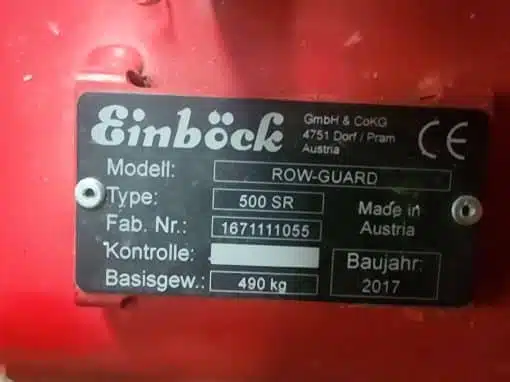 Einböck
GmbH & CoKG
4751 Dorf / Pram
Austria
CE
Modell: ROW-GUARD
Type: 500 SR
Fab. Nr.: 1671111055
Made in
Austria
Kontrolle:
Basisgew.: 490 kg
Baujahr:
2017